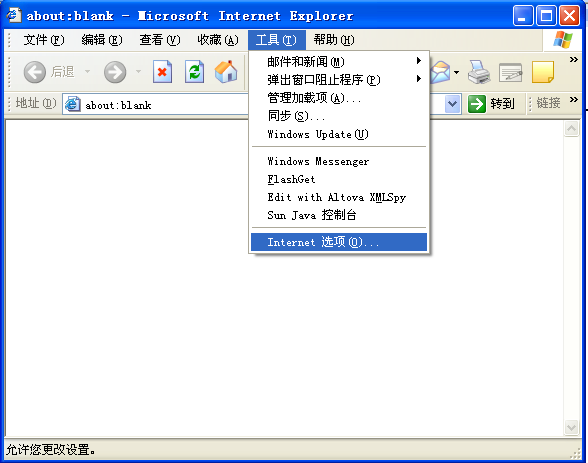 about:blank - Microsoft Internet Explorer
文件(F) 编辑(E) 查看(V) 收藏(A) 工具(T) 帮助(H)
后退
地址(D) about:blank 转到 链接
邮件和新闻(M)
弹出窗口阻止程序(P)
管理加载项(A)...
同步(S)...
Windows Update(U)
Windows Messenger
FlashGet
Edit with Altova XMLSpy
Sun Java 控制台
Internet 选项(O)...
允许您更改设置。